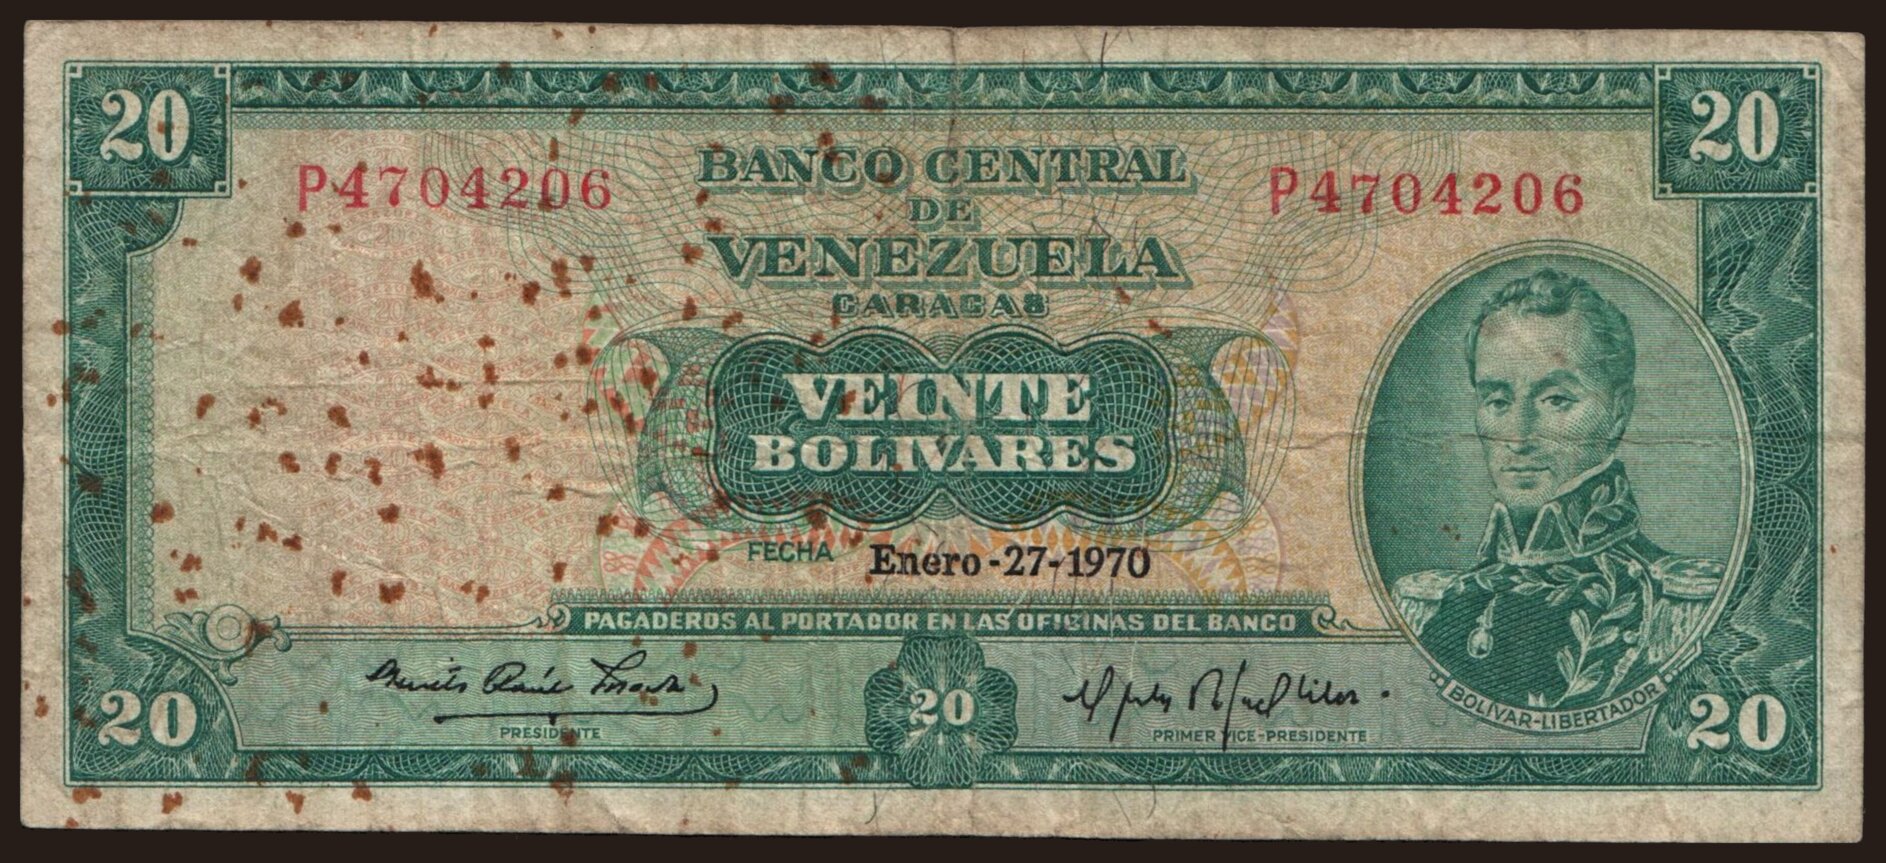 20
20
P4704206
BANCO CENTRAL
P4704206
DE
VENEZUELA
CARACAS
VEINTE
BOLIVARES
FECHA Enero-27-1970
PAGADEROS AL PORTADOR EN LAS OFICINAS DEL BANCO
PRESIDENTE
PRIMER VICE-PRESIDENTE
BOLIVAR-LIBERTADOR
20
20
20